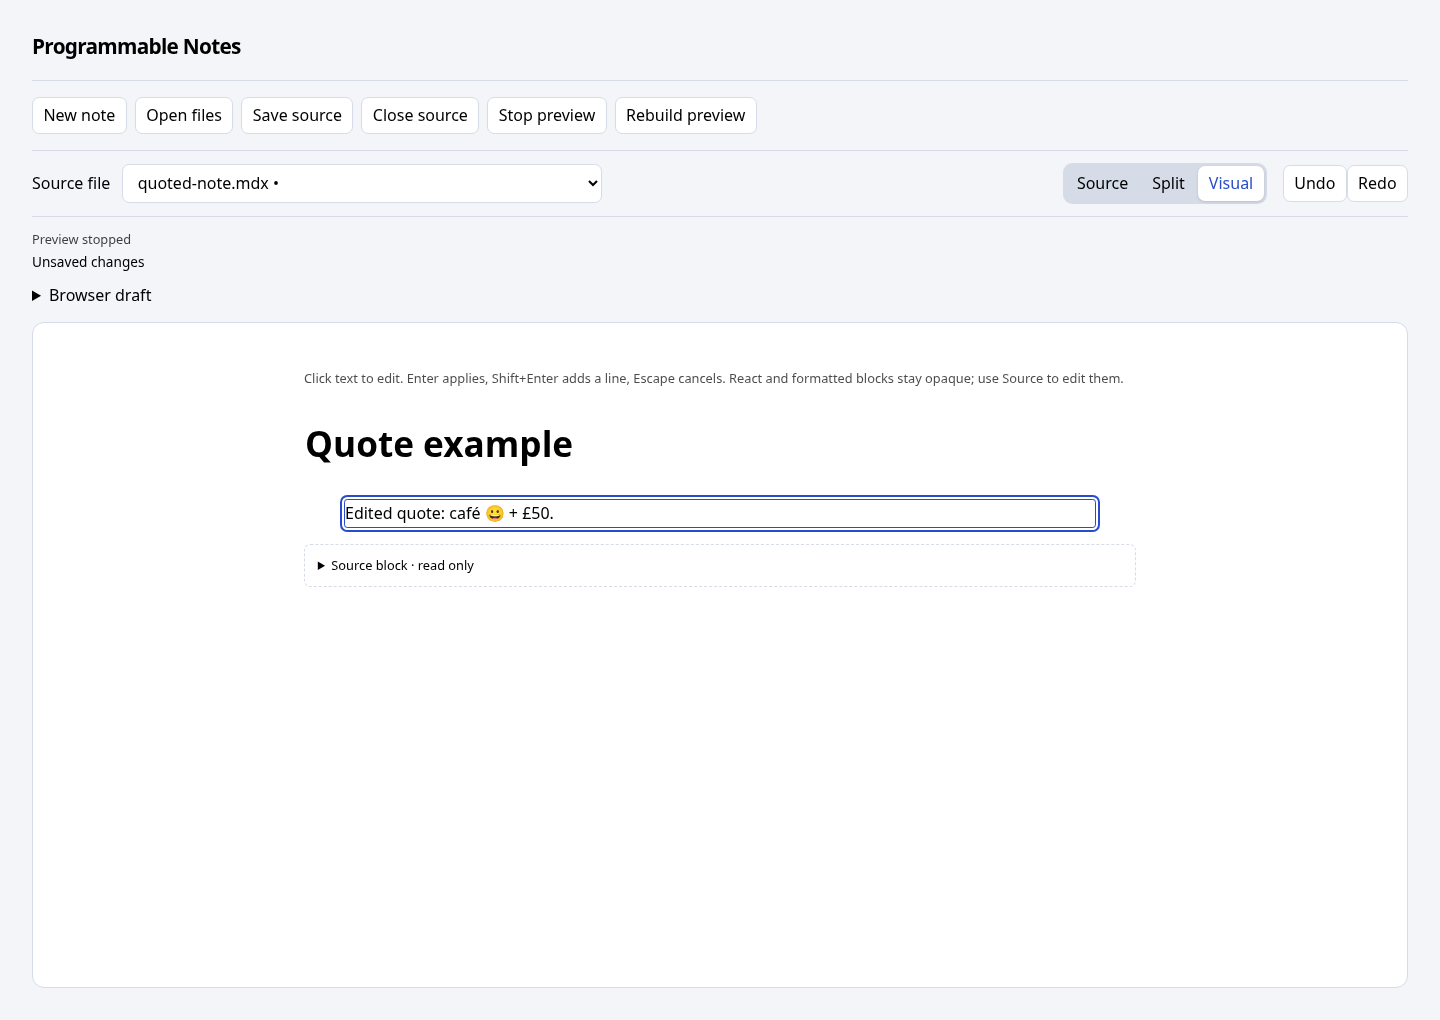 Programmable Notes
New note Open files Save source Close source Stop preview Rebuild preview
Source file quoted-note.mdx • Source Split Visual Undo Redo
Preview stopped
Unsaved changes
Browser draft
Click text to edit. Enter applies, Shift+Enter adds a line, Escape cancels. React and formatted blocks stay opaque; use Source to edit them.
Quote example
Edited quote: café 😀 + £50.
Source block · read only